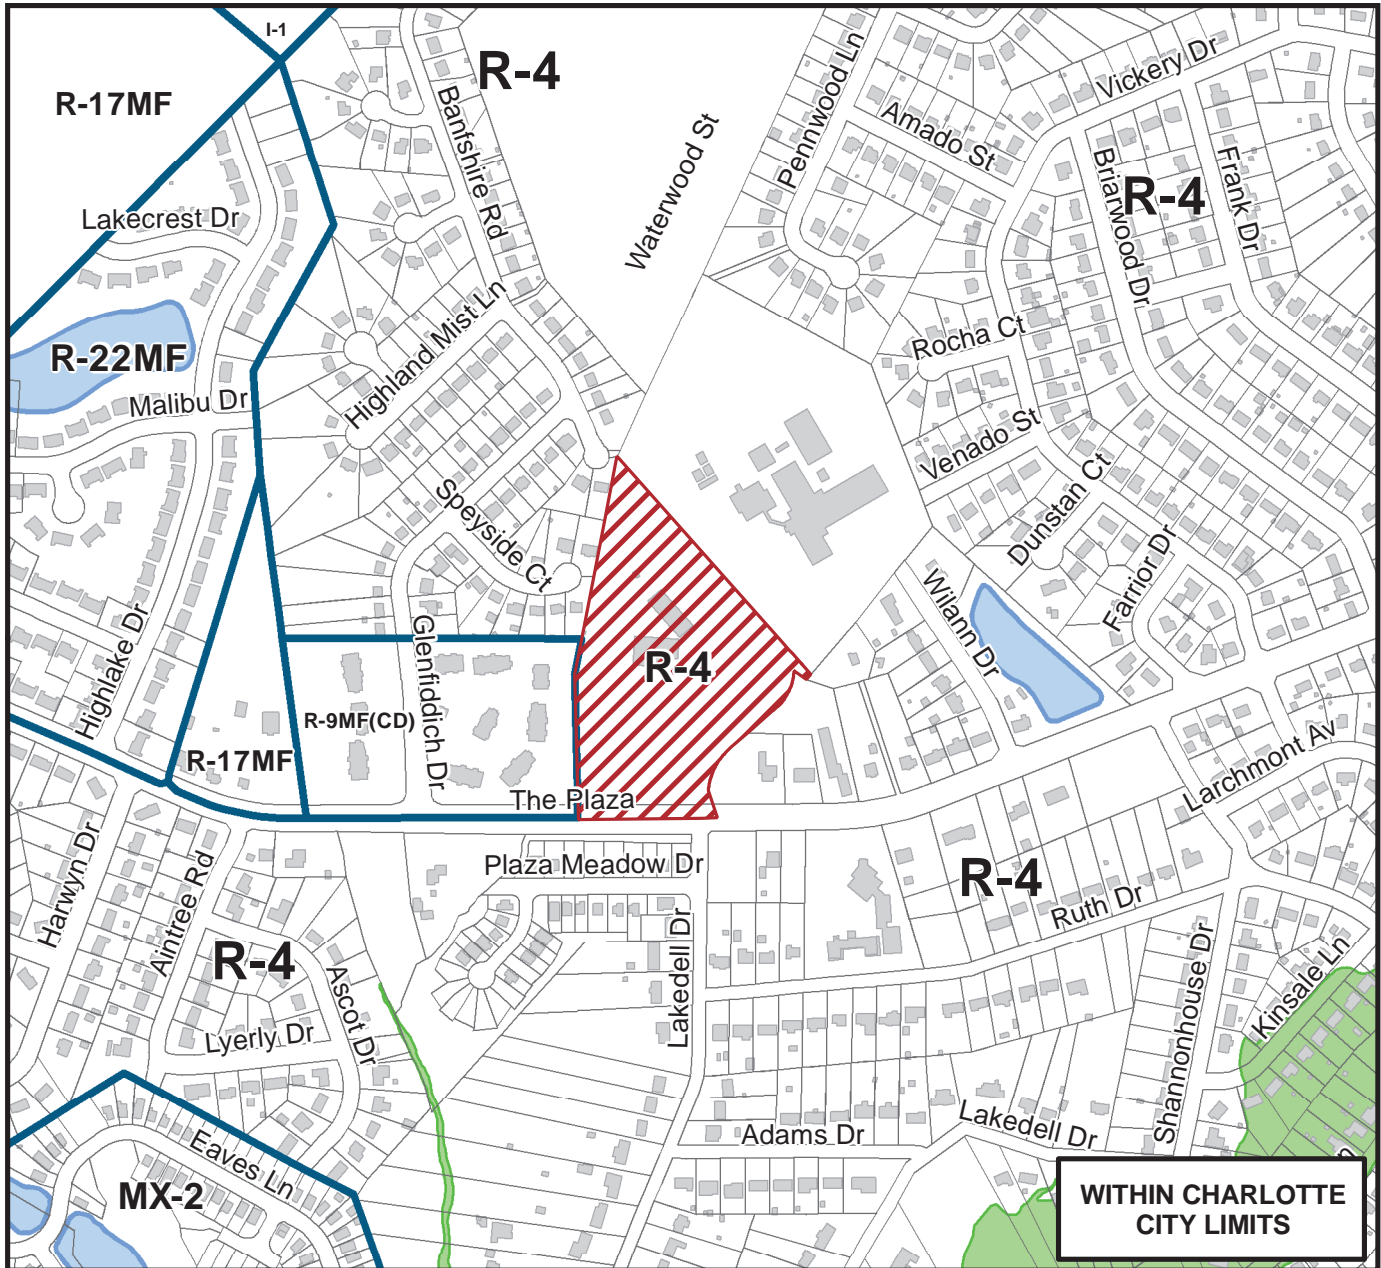 I-1
R-4
R-17MF
Banfshire Rd
Waterwood St
Pennwood Ln
Amado St
Vickery Dr
Briarwood Dr
R-4
Frank Dr
Lakecrest Dr
R-22MF
Malibu Dr
Highland Mist Ln
Rocha Ct
Venado St
Speyside Ct
Dunstan Ct
Farrior Dr
Wilann Dr
Highlake Dr
Glenfiddich Dr
R-4
R-9MF(CD)
R-17MF
The Plaza
Larchmont Av
Harwyn Dr
Aintree Rd
Plaza Meadow Dr
R-4
Ruth Dr
R-4
Ascot Dr
Lakedell Dr
Shannonhouse Dr
Kinsale Ln
Lyerly Dr
Adams Dr
Lakedell Dr
Eaves Ln
MX-2
WITHIN CHARLOTTE
CITY LIMITS